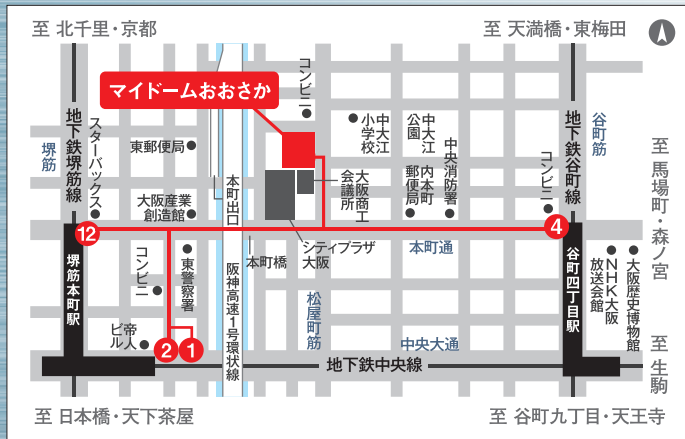 至 北千里・京都
至 天満橋・東梅田
マイドームおおさか
コンビニ
地下鉄堺筋線
堺筋
スターバックス
東郵便局
大阪産業
創造館
本町出口
中大江
小学校
中大江
公園
内本町
郵便局
中央消防署
コンビニ
地下鉄谷町線
谷町筋
至 馬場町・森ノ宮
大阪商工
会議所
シティプラザ
大阪
12
4
本町橋
本町通
堺筋本町駅
コンビニ
東警察署
阪神高速1号環状線
松屋町筋
谷町四丁目駅
NHK大阪
放送会館
大阪歴史博物館
帝人
ビル
2
1
中央大通
地下鉄中央線
至 生駒
至 日本橋・天下茶屋
至 谷町九丁目・天王寺